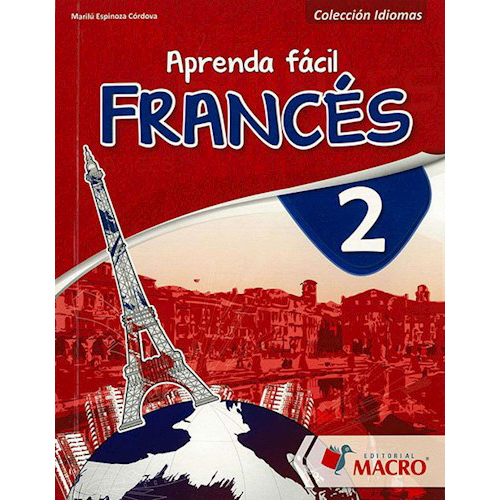 Marilú Espinoza Córdova
Colección Idiomas
Aprenda fácil
FRANCÉS
2
EDITORIAL
MACRO®